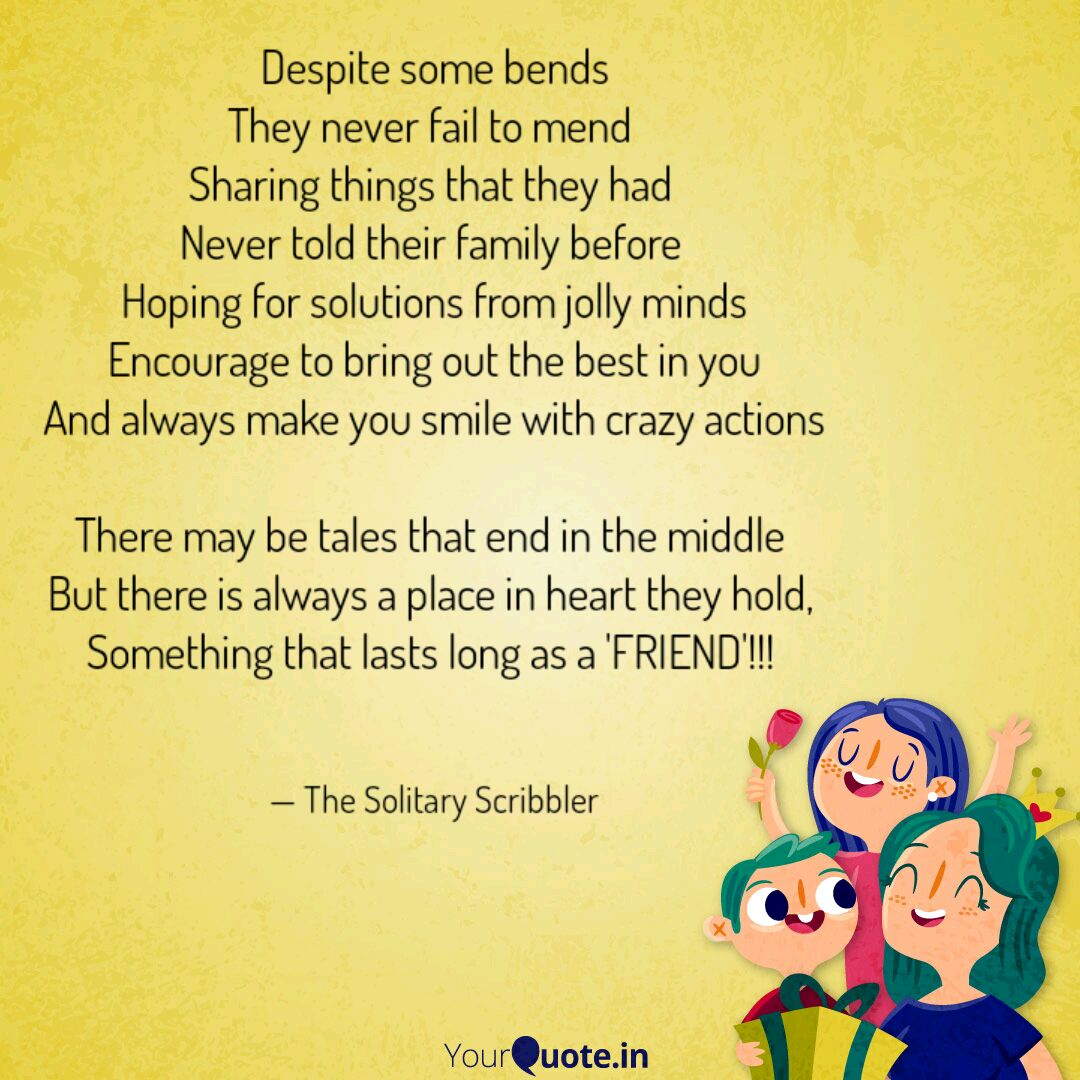 Despite some bends
They never fail to mend
Sharing things that they had
Never told their family before
Hoping for solutions from jolly minds
Encourage to bring out the best in you
And always make you smile with crazy actions
There may be tales that end in the middle
But there is always a place in heart they hold,
Something that lasts long as a 'FRIEND'!!!
— The Solitary Scribbler
YourQuote.in